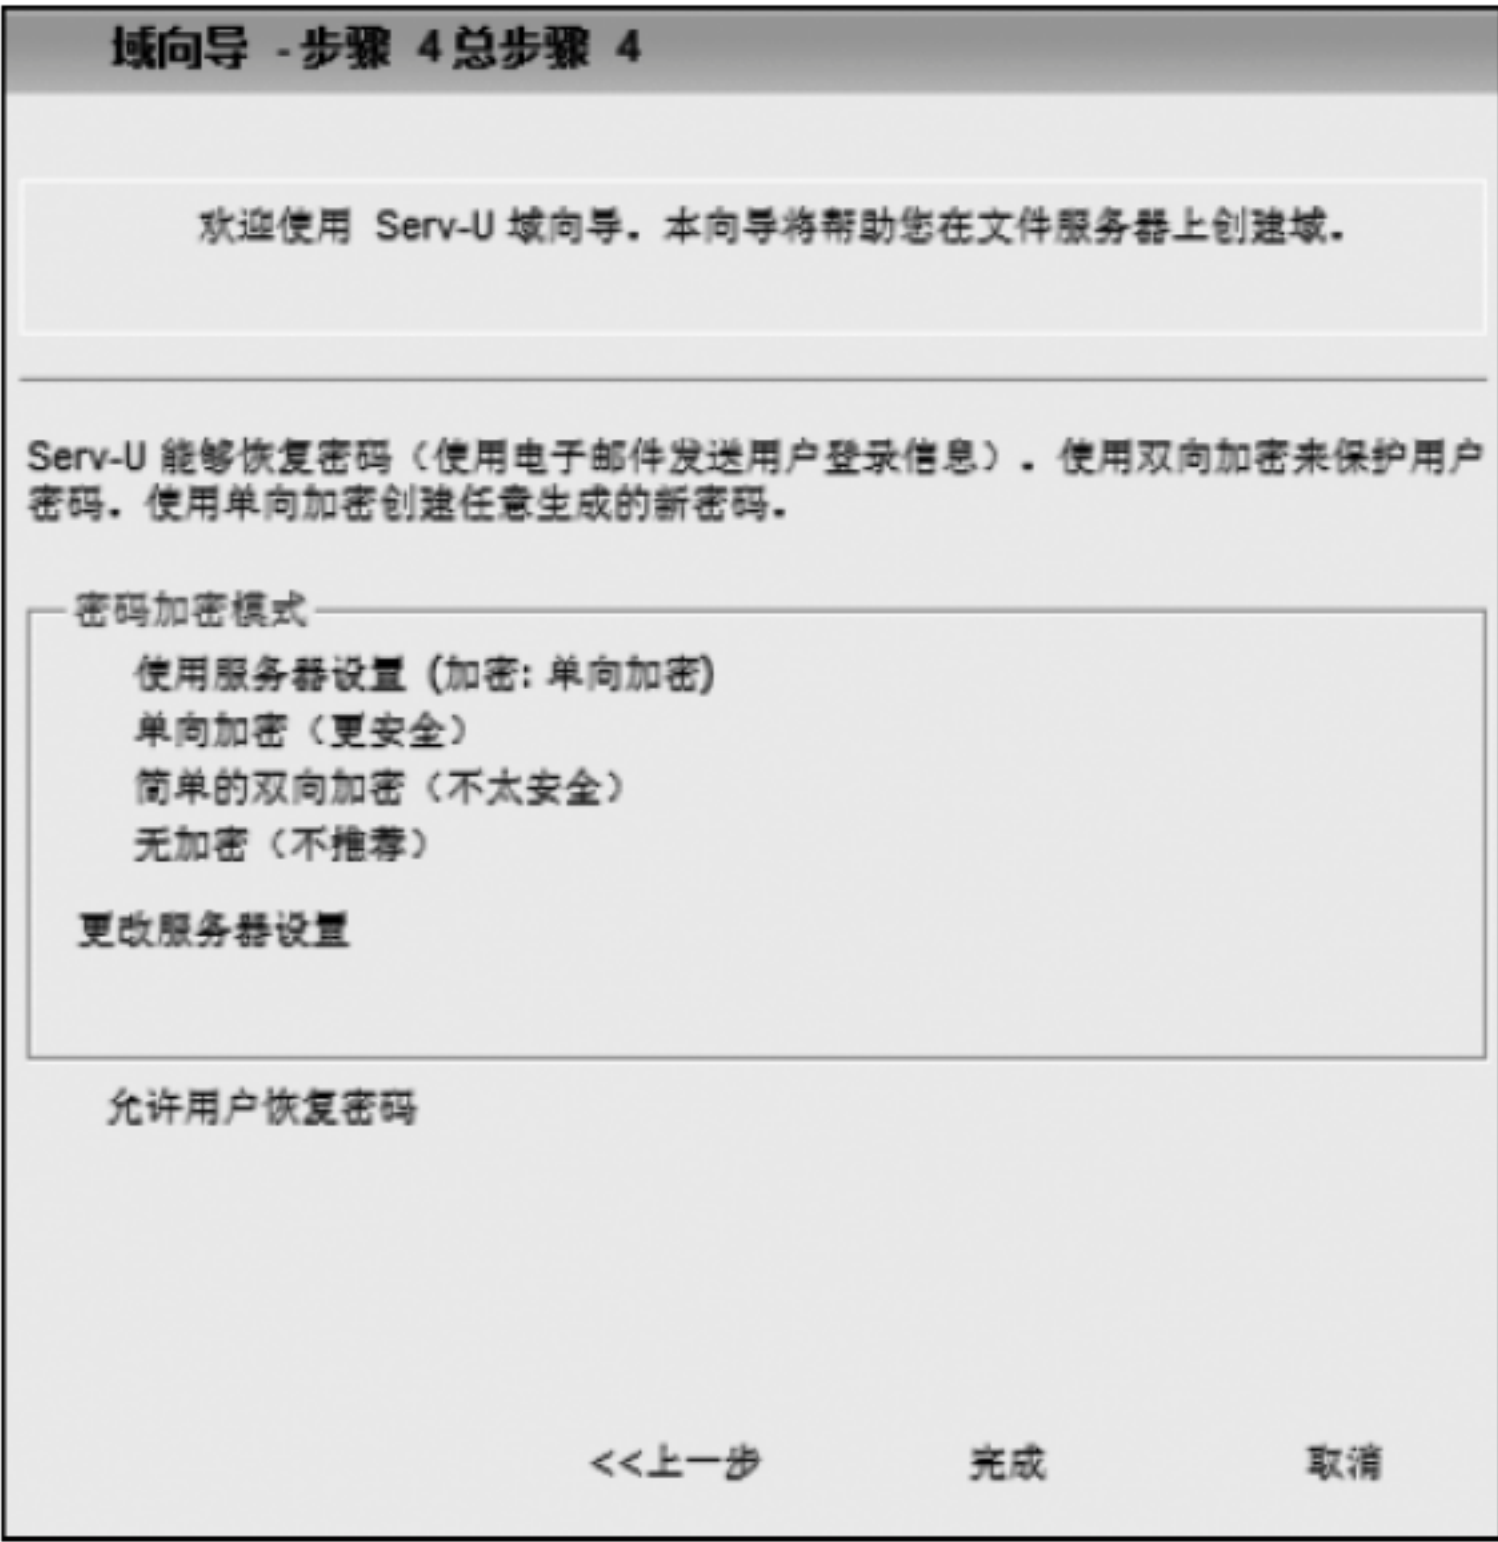 域向导 - 步骤 4 总步骤 4
欢迎使用 Serv-U 域向导。本向导将帮助您在文件服务器上创建域。
Serv-U 能够恢复密码（使用电子邮件发送用户登录信息）。使用双向加密来保护用户
密码。使用单向加密创建任意生成的新密码。
密码加密模式
使用服务器设置 (加密: 单向加密)
单向加密（更安全）
简单的双向加密（不太安全）
无加密（不推荐）
更改服务器设置
允许用户恢复密码
<<上一步 完成 取消